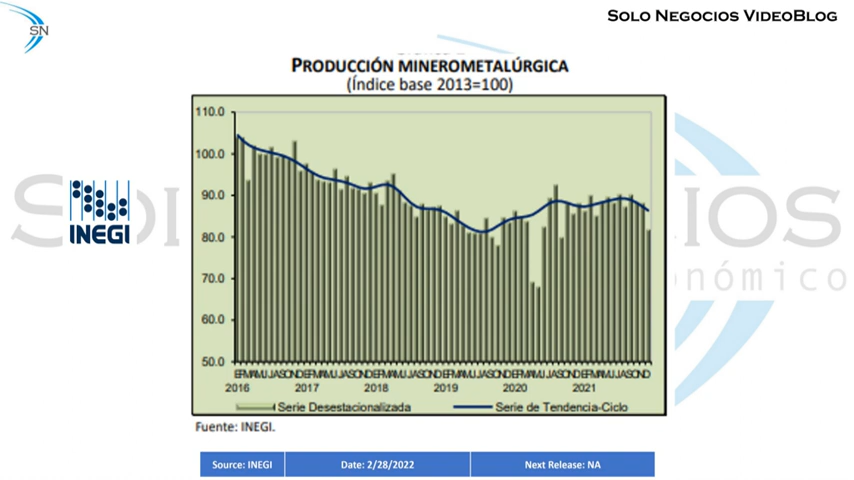 SN
SOLO NEGOCIOS VIDEOBLOG
PRODUCCIÓN MINEROMETALÚRGICA
(Índice base 2013=100)
110.0
100.0
90.0
80.0
70.0
60.0
50.0
2016 2017 2018 2019 2020 2021
Serie Desestacionalizada Serie de Tendencia-Ciclo
Fuente: INEGI.
INEGI
Source: INEGI Date: 2/28/2022 Next Release: NA